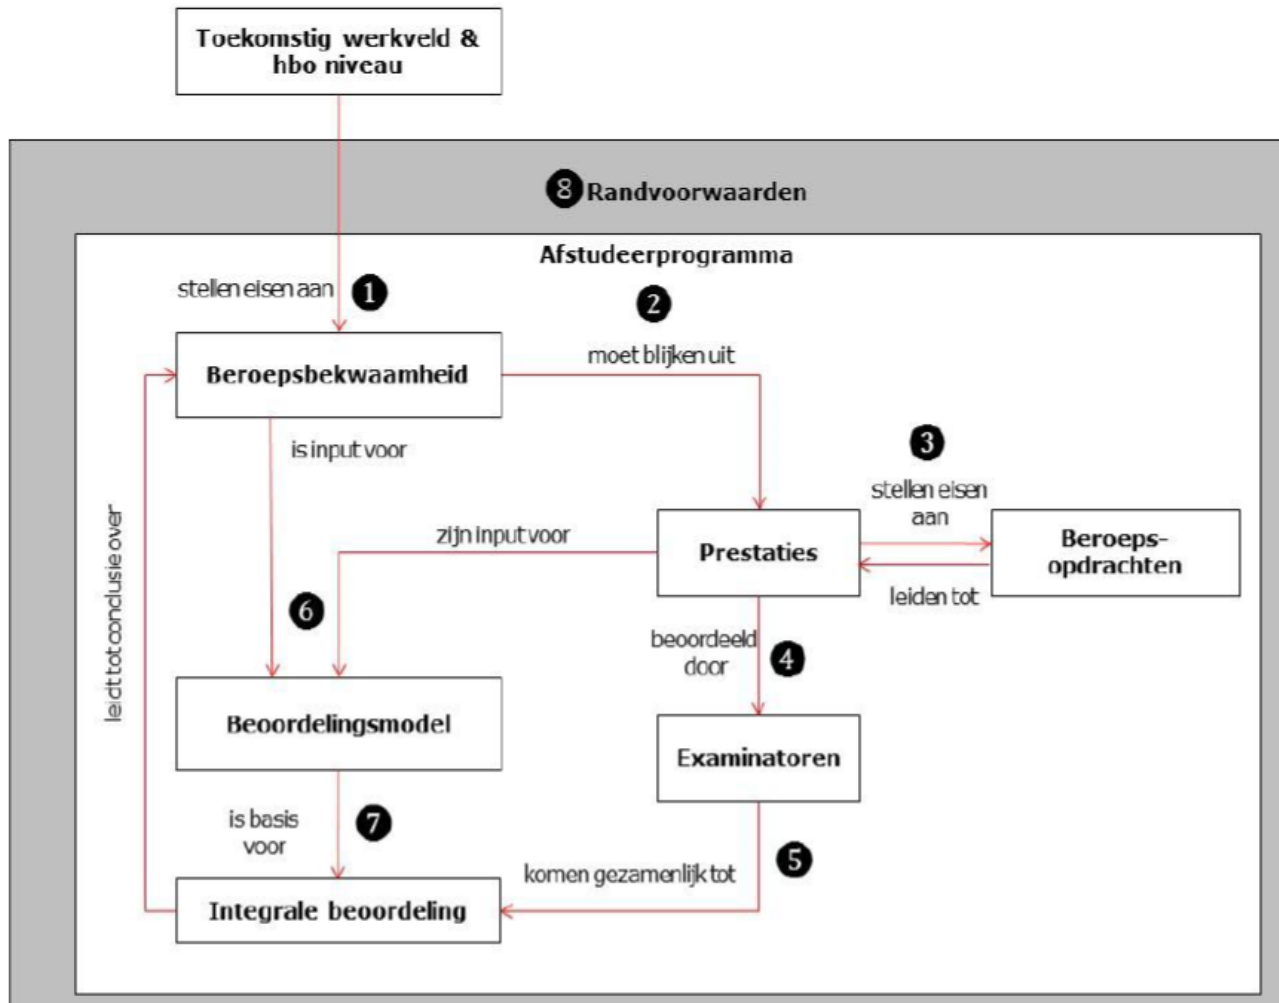 Toekomstig werkveld &
hbo niveau
8 Randvoorwaarden
Afstudeerprogramma
stellen eisen aan 1
2
moet blijken uit
Beroepsbekwaamheid
is input voor
3
stellen eisen
aan
zijn input voor
Prestaties
Beroeps-
opdrachten
leiden tot
leidt tot conclusie over
6
beoordeeld
door
4
Beoordelingsmodel
Examinatoren
is basis
voor
7
5
komen gezamenlijk tot
Integrale beoordeling